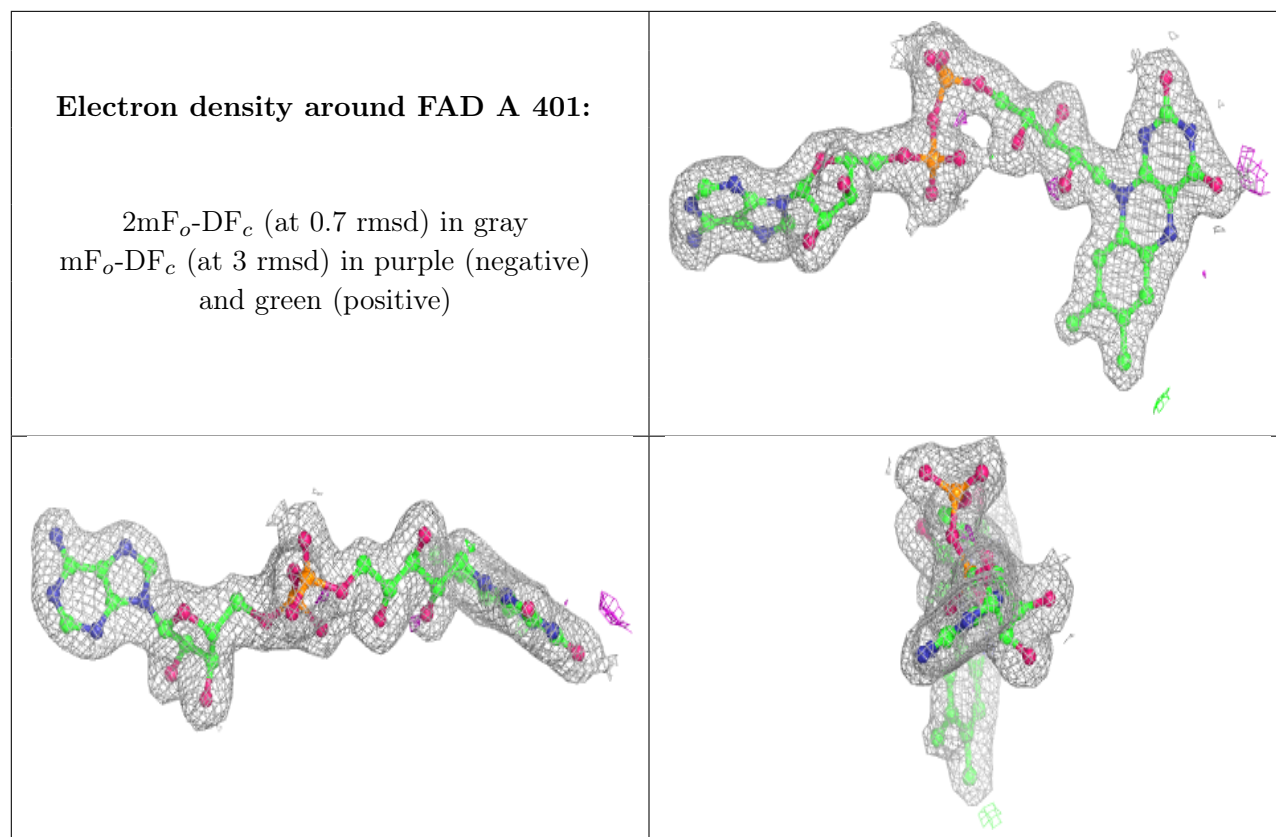 Electron density around FAD A 401:
2mFo-DFc (at 0.7 rmsd) in gray
mFo-DFc (at 3 rmsd) in purple (negative)
and green (positive)